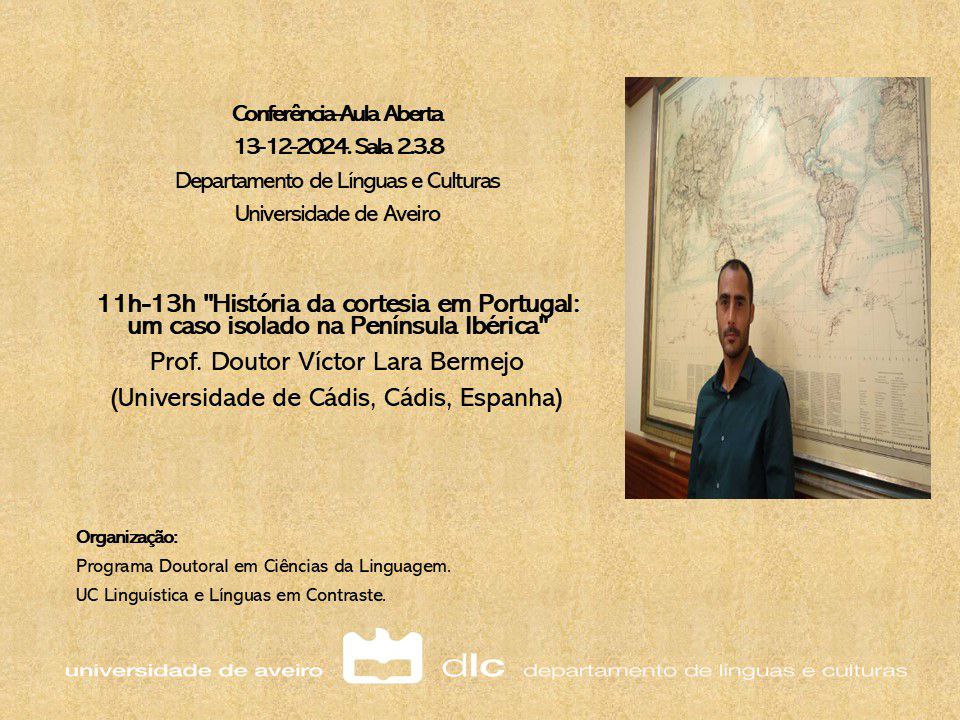 Conferência-Aula Aberta
13-12-2024. Sala 2.3.8
Departamento de Línguas e Culturas
Universidade de Aveiro
11h-13h "História da cortesia em Portugal:
um caso isolado na Península Ibérica"
Prof. Doutor Víctor Lara Bermejo
(Universidade de Cádis, Cádis, Espanha)
Organização:
Programa Doutoral em Ciências da Linguagem.
UC Linguística e Línguas em Contraste.
universidade de aveiro dlc departamento de línguas e culturas